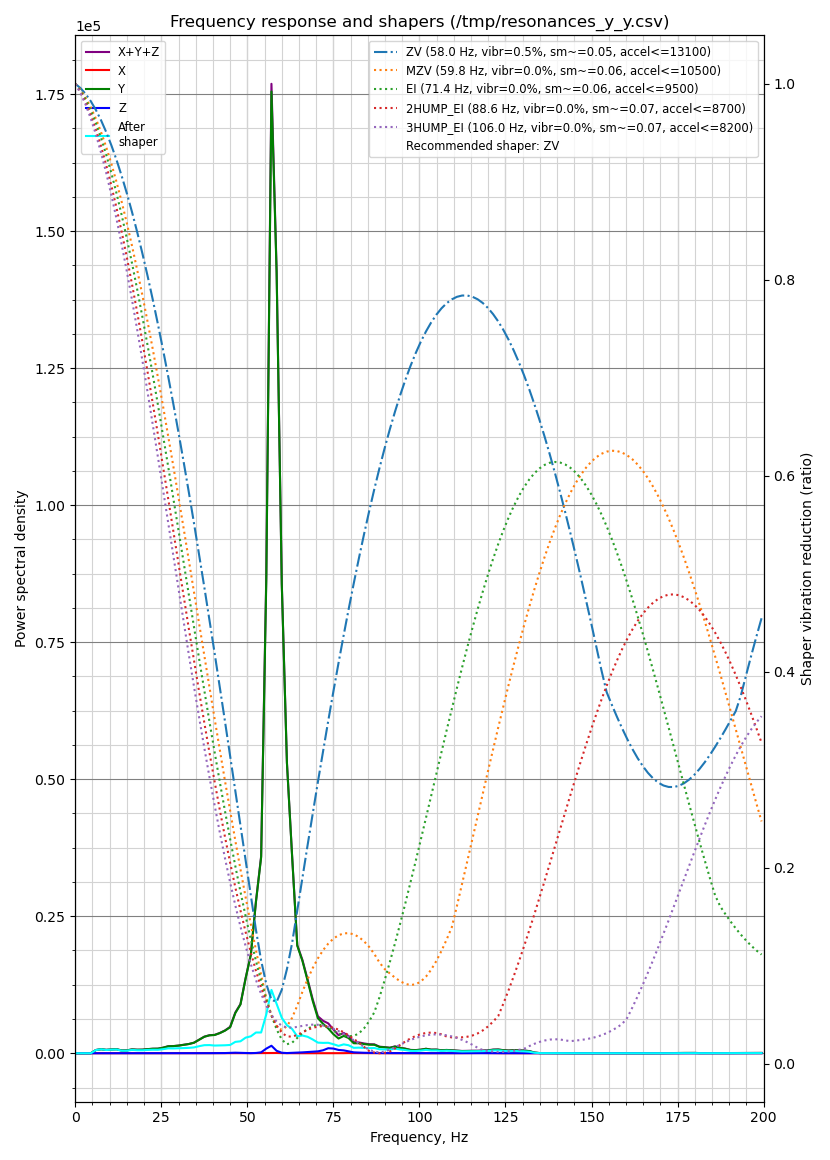 Frequency response and shapers (/tmp/resonances_y_y.csv)
1e5
X+Y+Z
X
Y
Z
After
shaper
ZV (58.0 Hz, vibr=0.5%, sm~=0.05, accel<=13100)
MZV (59.8 Hz, vibr=0.0%, sm~=0.06, accel<=10500)
EI (71.4 Hz, vibr=0.0%, sm~=0.06, accel<=9500)
2HUMP_EI (88.6 Hz, vibr=0.0%, sm~=0.07, accel<=8700)
3HUMP_EI (106.0 Hz, vibr=0.0%, sm~=0.07, accel<=8200)
Recommended shaper: ZV
Power spectral density
1.75
1.50
1.25
1.00
0.75
0.50
0.25
0.00
1.0
0.8
0.6
0.4
0.2
0.0
Shaper vibration reduction (ratio)
0 25 50 75 100 125 150 175 200
Frequency, Hz